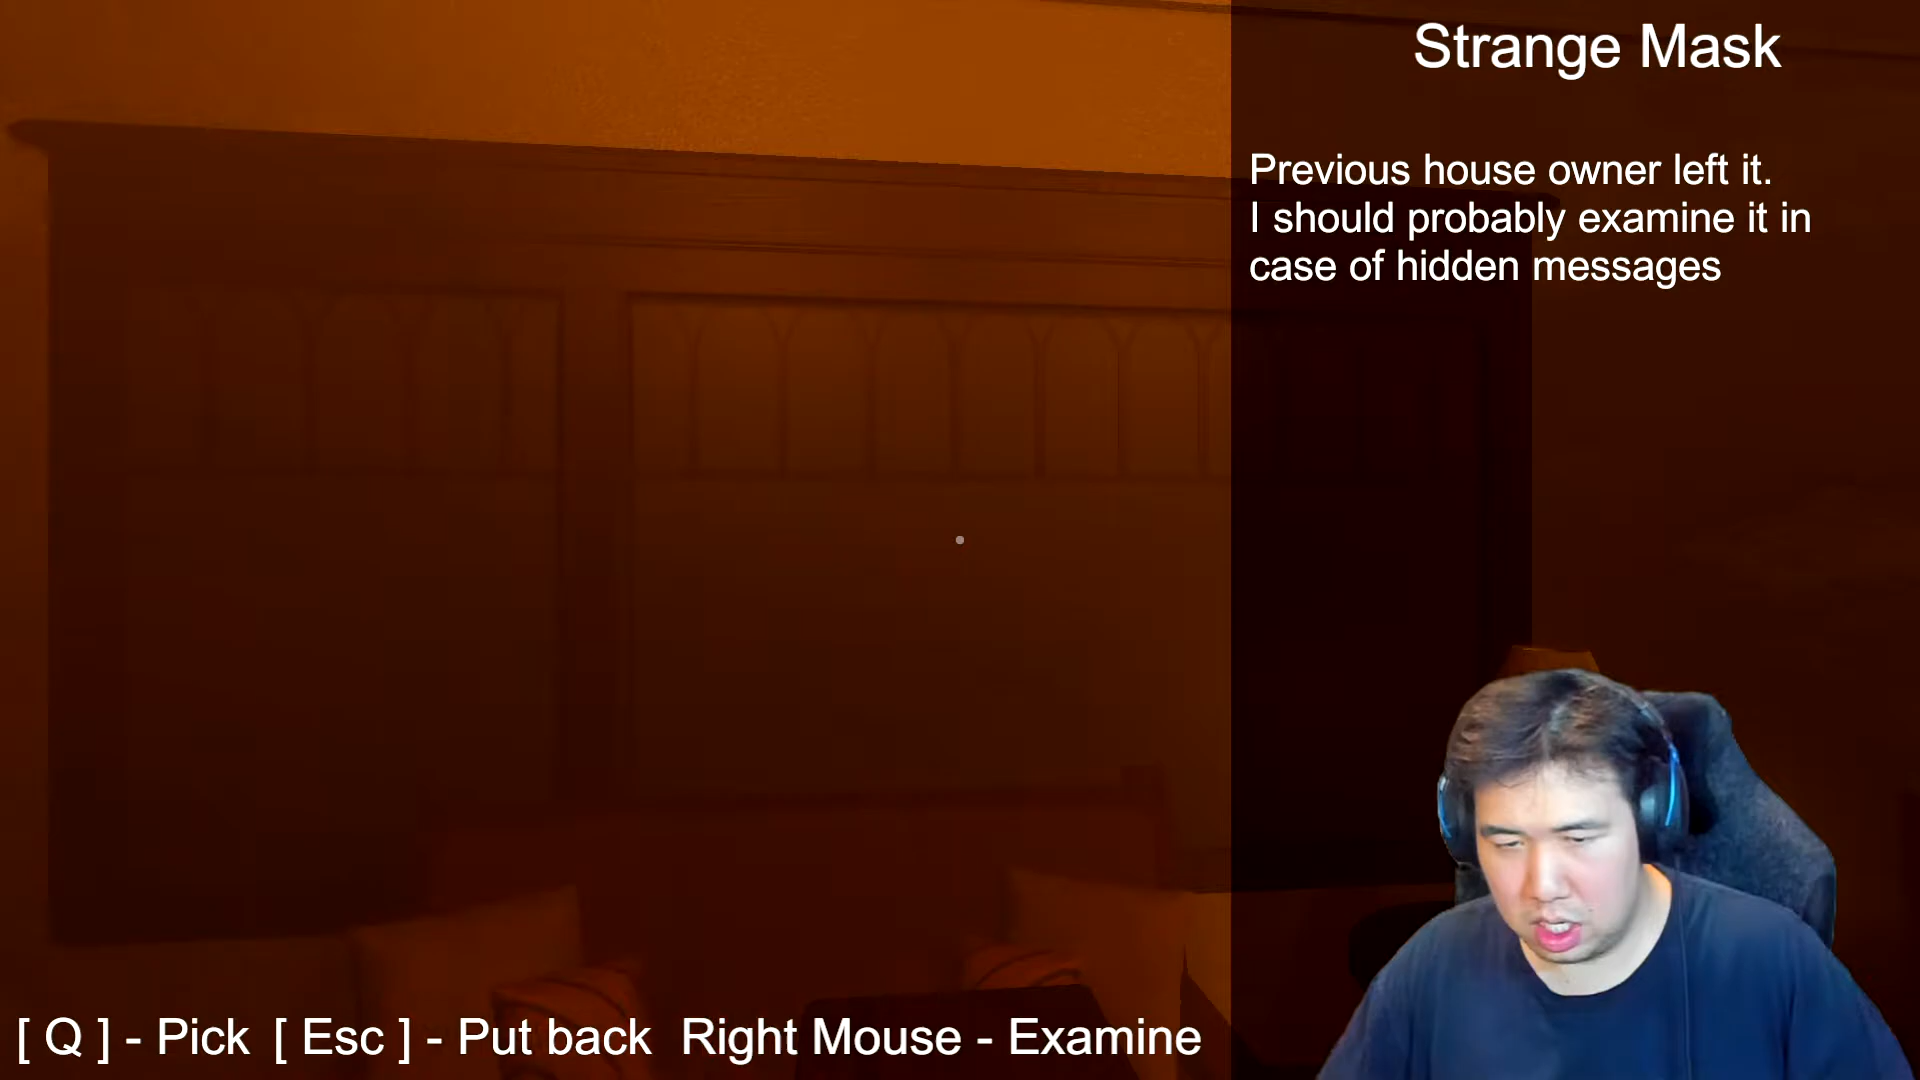 Strange Mask
Previous house owner left it.
I should probably examine it in
case of hidden messages
[ Q ] - Pick [ Esc ] - Put back Right Mouse - Examine